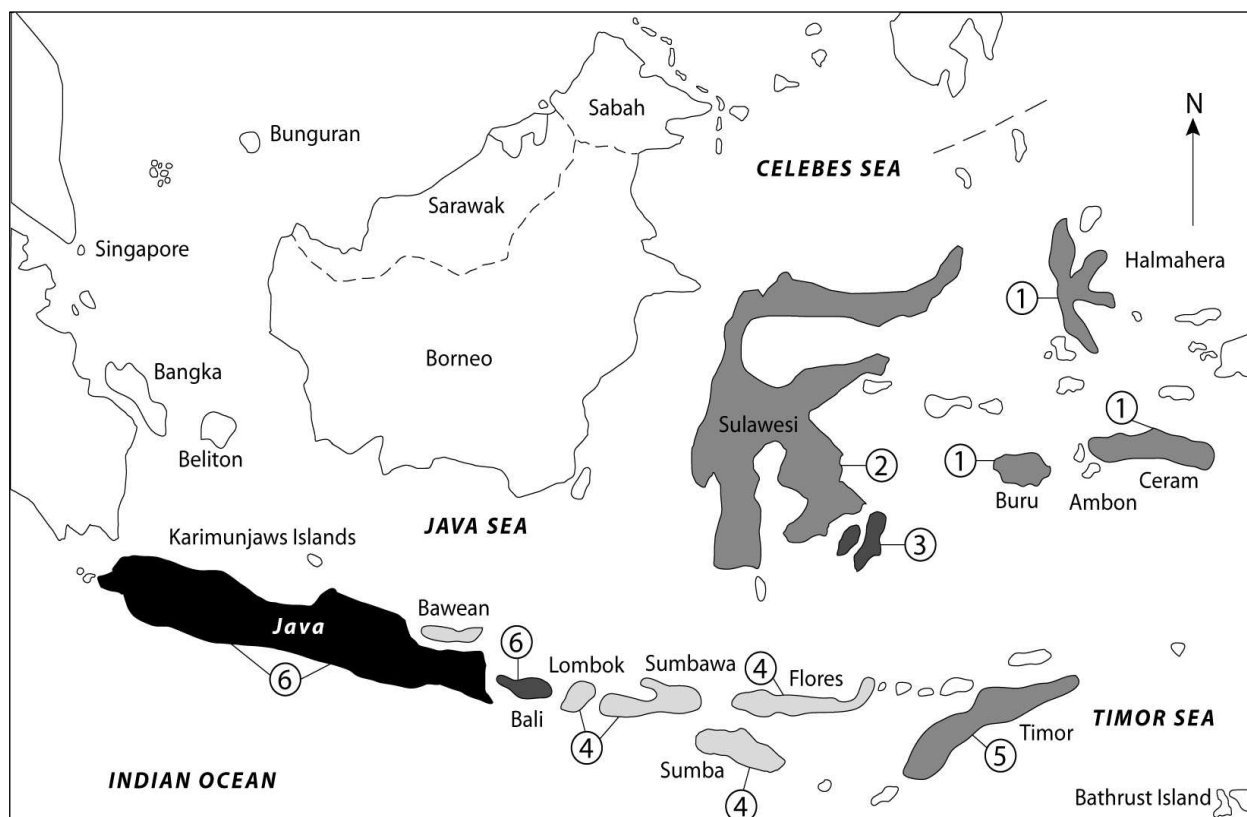 Sabah
Bunguran
N
CELEBES SEA
Sarawak
Singapore
Halmahera
1
Borneo
Bangka
1
Sulawesi
Beliton
2
1
Buru
Ambon
Ceram
JAVA SEA
Karimunjaws Islands
3
Bawean
Java
6
Lombok
Sumbawa
4
Flores
6
Bali
TIMOR SEA
Timor
4
5
Sumba
4
INDIAN OCEAN
Bathrust Island